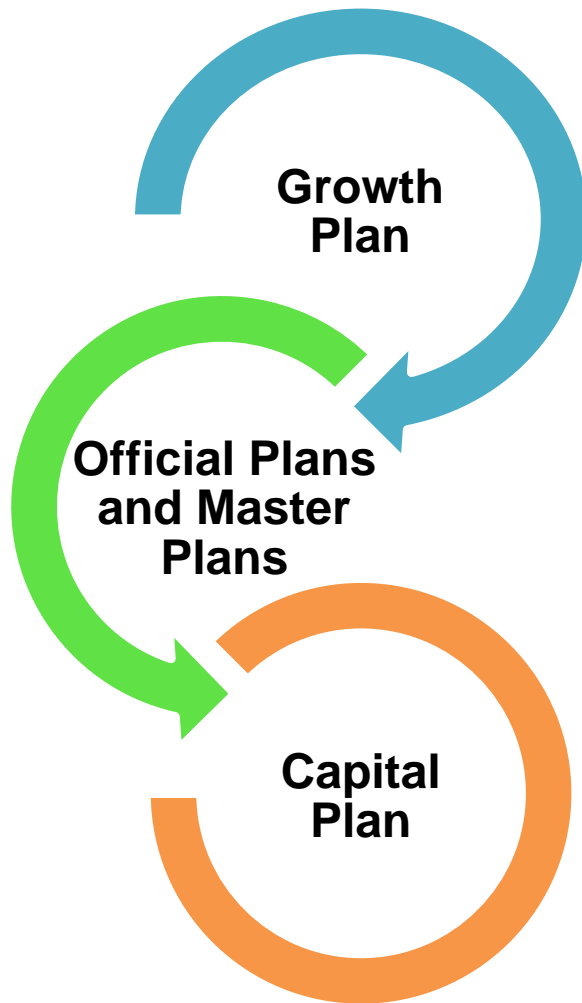 Growth
Plan
Official Plans
and Master
Plans
Capital
Plan